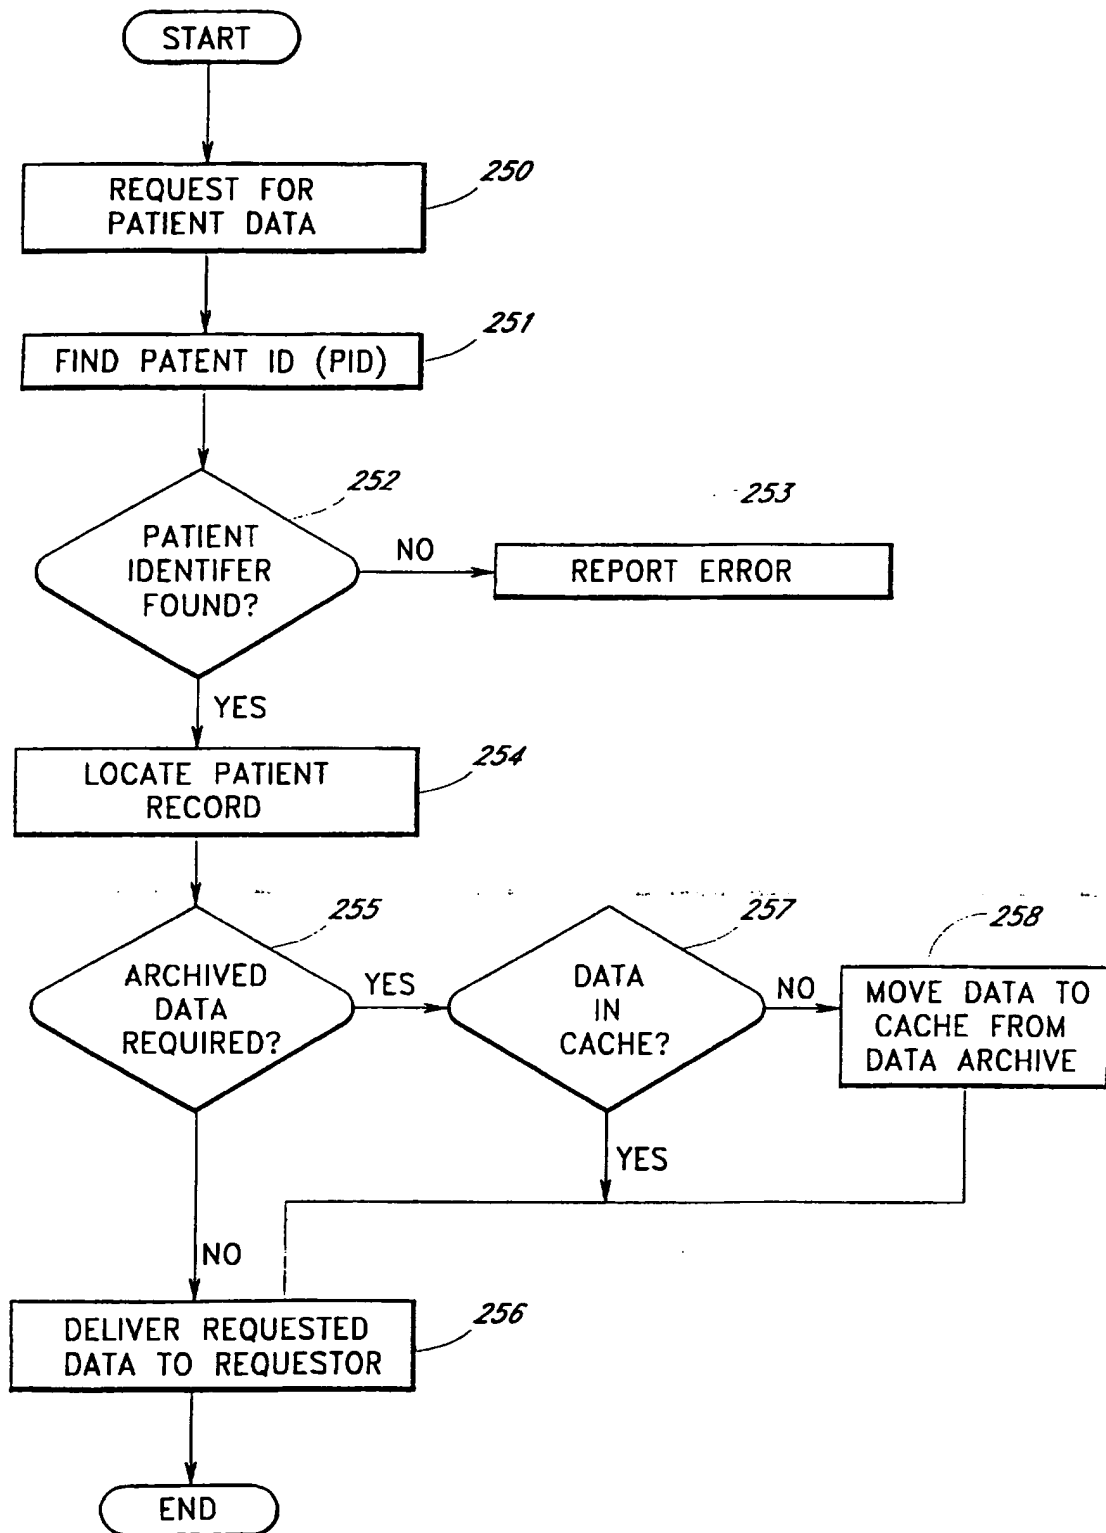 START
250
REQUEST FOR
PATIENT DATA
251
FIND PATENT ID (PID)
252
PATIENT
IDENTIFER
FOUND?
NO
253
REPORT ERROR
YES
254
LOCATE PATIENT
RECORD
255
ARCHIVED
DATA
REQUIRED?
YES
257
DATA
IN
CACHE?
NO
258
MOVE DATA TO
CACHE FROM
DATA ARCHIVE
YES
NO
256
DELIVER REQUESTED
DATA TO REQUESTOR
END